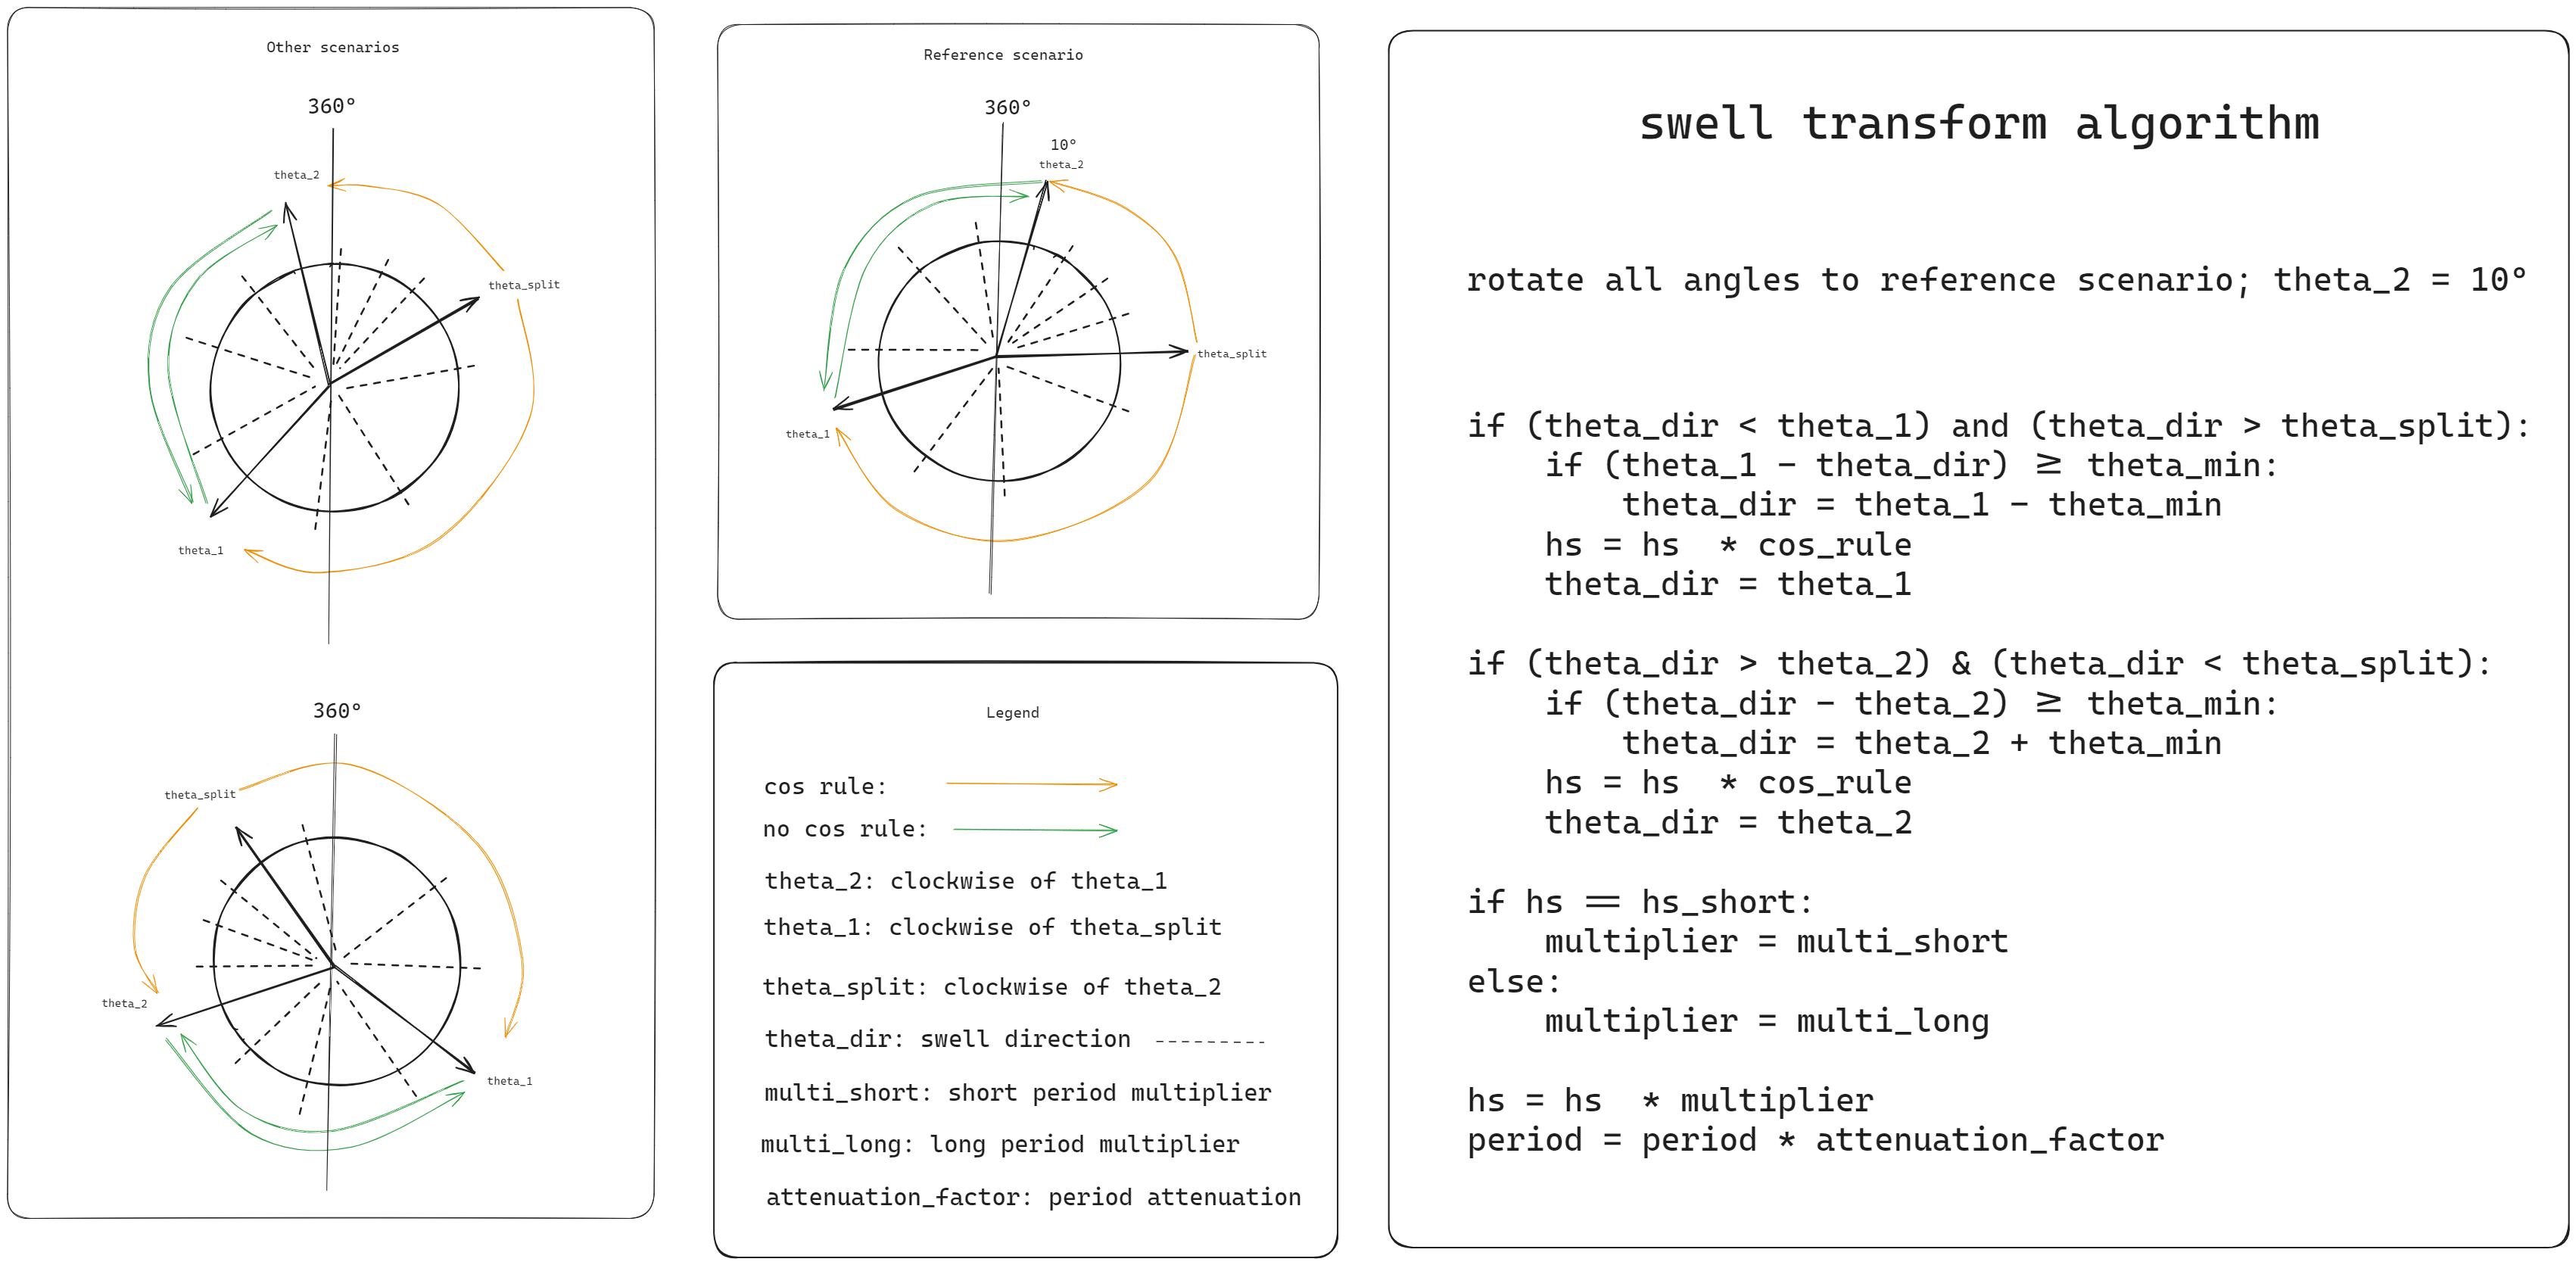 Other scenarios
360°
theta_2
theta_split
theta_1
360°
theta_split
theta_2
theta_1
Reference scenario
360°
10°
theta_2
theta_split
theta_1
Legend
cos rule:
no cos rule:
theta_2: clockwise of theta_1
theta_1: clockwise of theta_split
theta_split: clockwise of theta_2
theta_dir: swell direction ---------
multi_short: short period multiplier
multi_long: long period multiplier
attenuation_factor: period attenuation
swell transform algorithm
rotate all angles to reference scenario; theta_2 = 10°
if (theta_dir < theta_1) and (theta_dir > theta_split):
    if (theta_1 - theta_dir) ≥ theta_min:
        theta_dir = theta_1 - theta_min
    hs = hs  * cos_rule
    theta_dir = theta_1
if (theta_dir > theta_2) & (theta_dir < theta_split):
    if (theta_dir - theta_2) ≥ theta_min:
        theta_dir = theta_2 + theta_min
    hs = hs  * cos_rule
    theta_dir = theta_2
if hs == hs_short:
    multiplier = multi_short
else:
    multiplier = multi_long
hs = hs  * multiplier
period = period * attenuation_factor